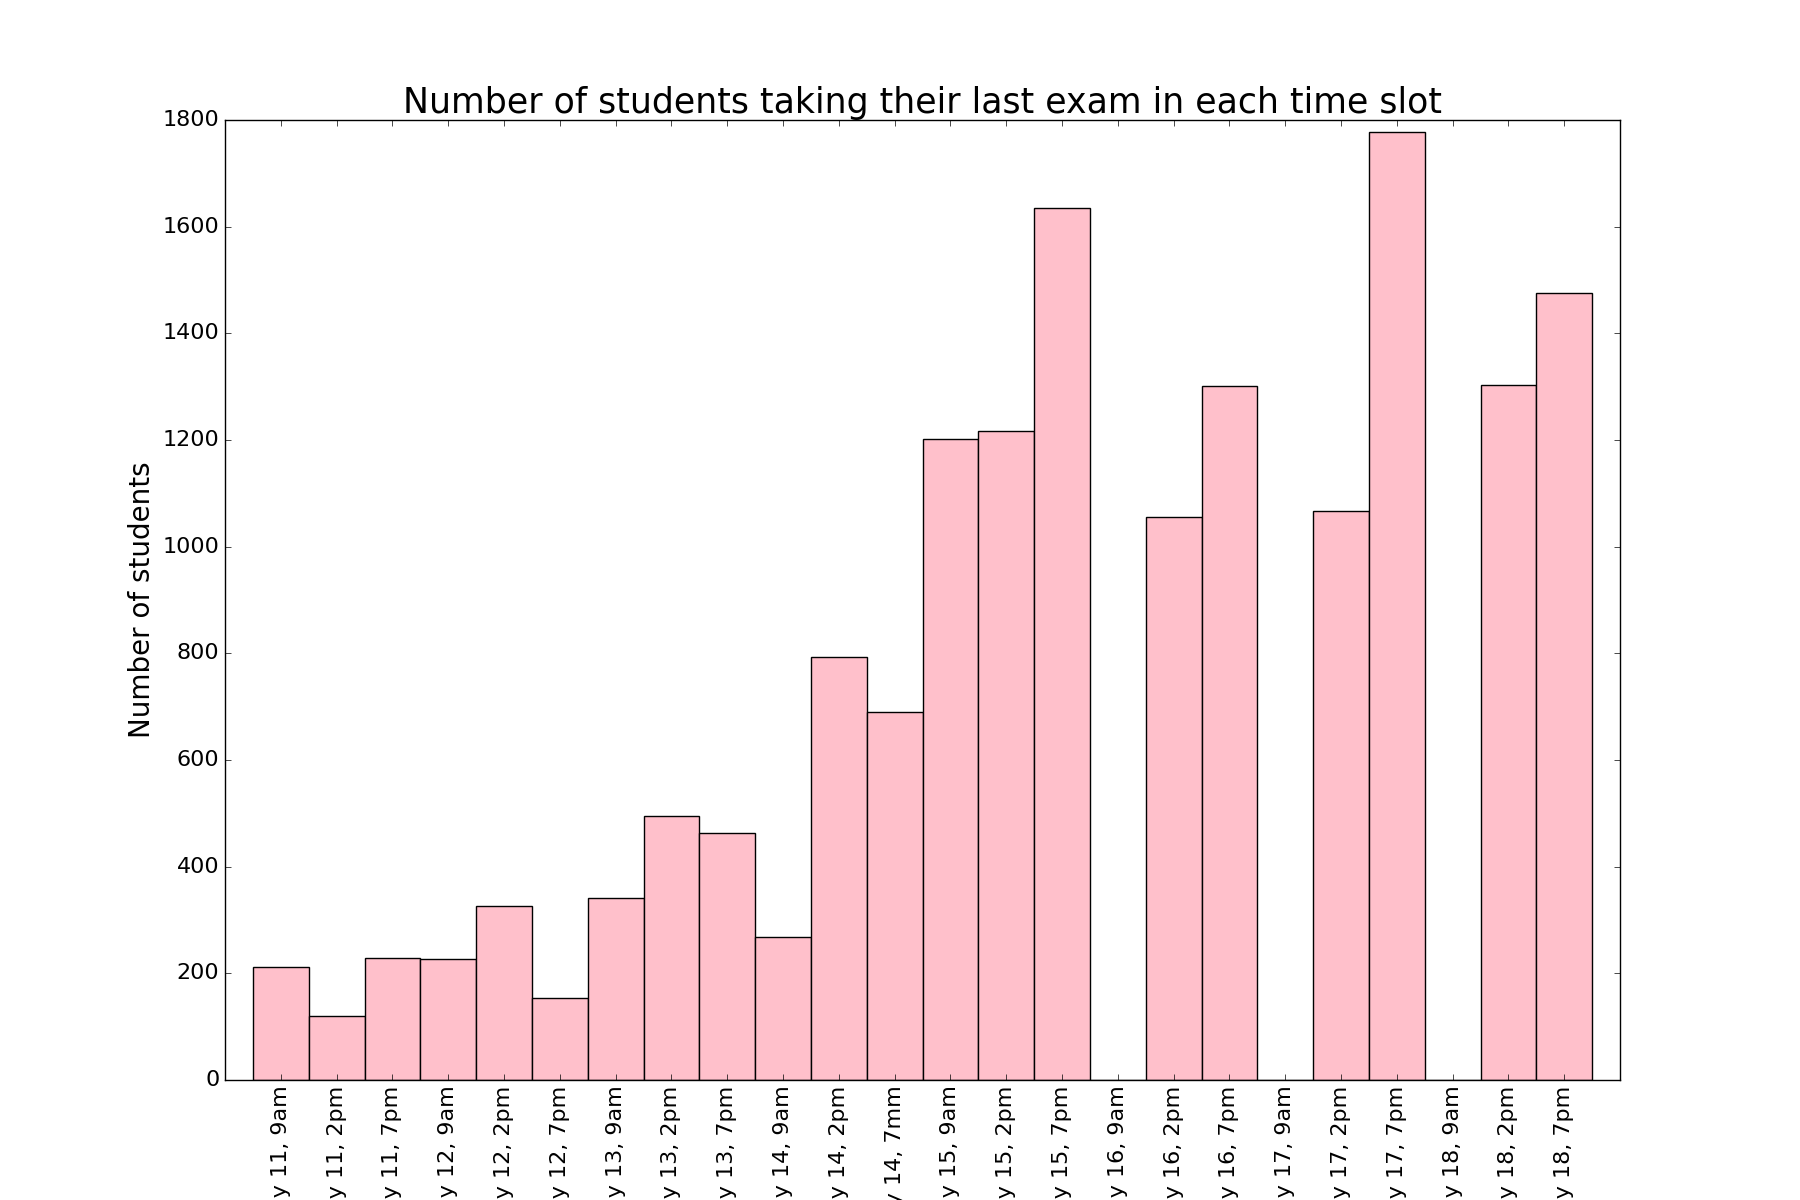 Number of students taking their last exam in each time slot
Number of students
1800
1600
1400
1200
1000
800
600
400
200
0
y 11, 9am
y 11, 2pm
y 11, 7pm
y 12, 9am
y 12, 2pm
y 12, 7pm
y 13, 9am
y 13, 2pm
y 13, 7pm
y 14, 9am
y 14, 2pm
y 14, 7mm
y 15, 9am
y 15, 2pm
y 15, 7pm
y 16, 9am
y 16, 2pm
y 16, 7pm
y 17, 9am
y 17, 2pm
y 17, 7pm
y 18, 9am
y 18, 2pm
y 18, 7pm